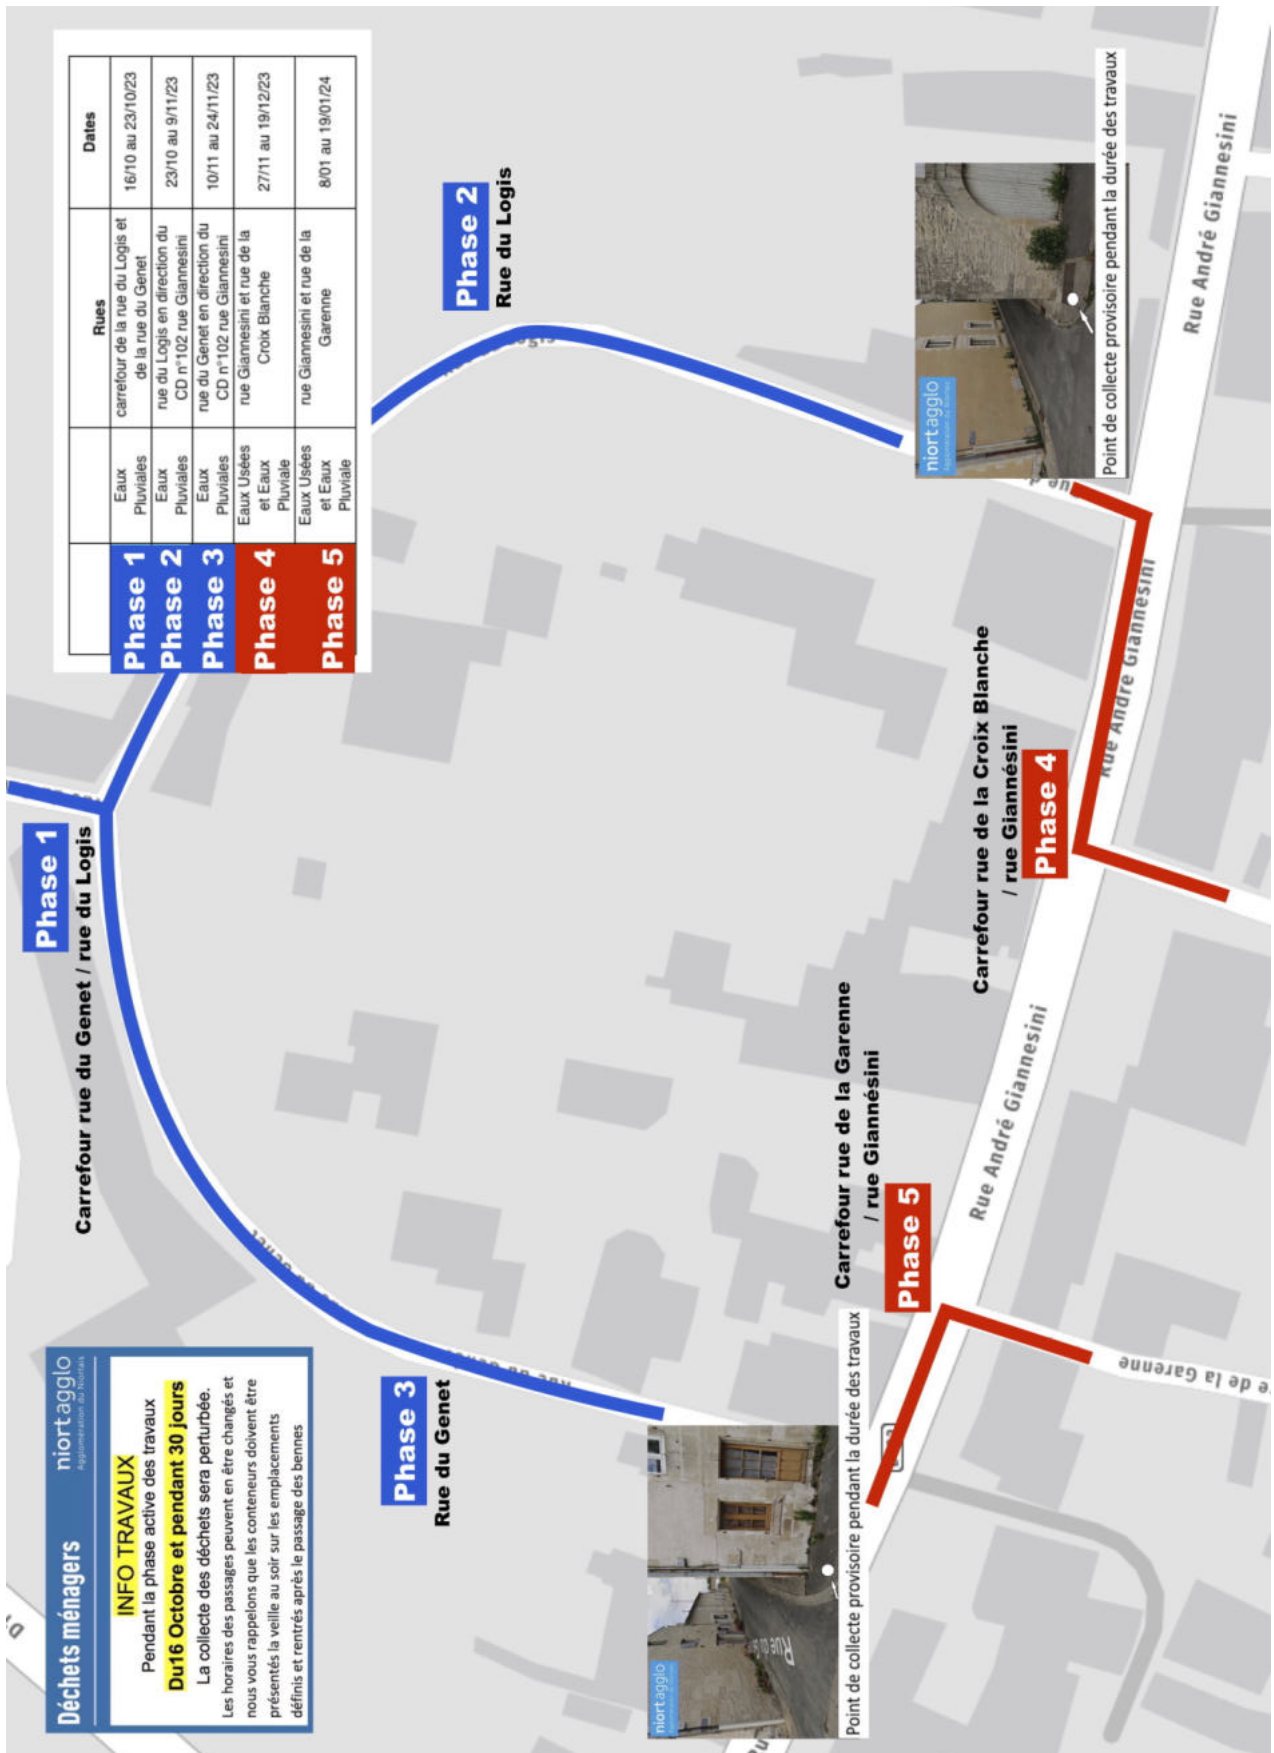 Déchets ménagers
niortagglo
Agglomération du Niortais
INFO TRAVAUX
Pendant la phase active des travaux
Du16 Octobre et pendant 30 jours
La collecte des déchets sera perturbée.
Les horaires des passages peuvent en être changés et
nous vous rappelons que les conteneurs doivent être
présentés la veille au soir sur les emplacements
définis et rentrés après le passage des bennes
Rues
Dates
Phase 1
Eaux
Pluviales
carrefour de la rue du Logis et
de la rue du Genet
16/10 au 23/10/23
Phase 2
Eaux
Pluviales
rue du Logis en direction du
CD n°102 rue Giannesini
23/10 au 9/11/23
Phase 3
Eaux
Pluviales
rue du Genet en direction du
CD n°102 rue Giannesini
10/11 au 24/11/23
Phase 4
Eaux Usées
et Eaux
Pluviale
rue Giannesini et rue de la
Croix Blanche
27/11 au 19/12/23
Phase 5
Eaux Usées
et Eaux
Pluviale
rue Giannesini et rue de la
Garenne
8/01 au 19/01/24
Phase 1
Carrefour rue du Genet / rue du Logis
Phase 2
Rue du Logis
Phase 3
Rue du Genet
Rue du Genet
Carrefour rue de la Garenne
/ rue Giannésini
Phase 5
Carrefour rue de la Croix Blanche
/ rue Giannésini
Phase 4
niortagglo
Rue du
Point de collecte provisoire pendant la durée des travaux
niortagglo
Agglomération du Niortais
Point de collecte provisoire pendant la durée des travaux
Rue André Giannesini
Rue André Giannesini
Rue André Giannesini
e de la Garenne